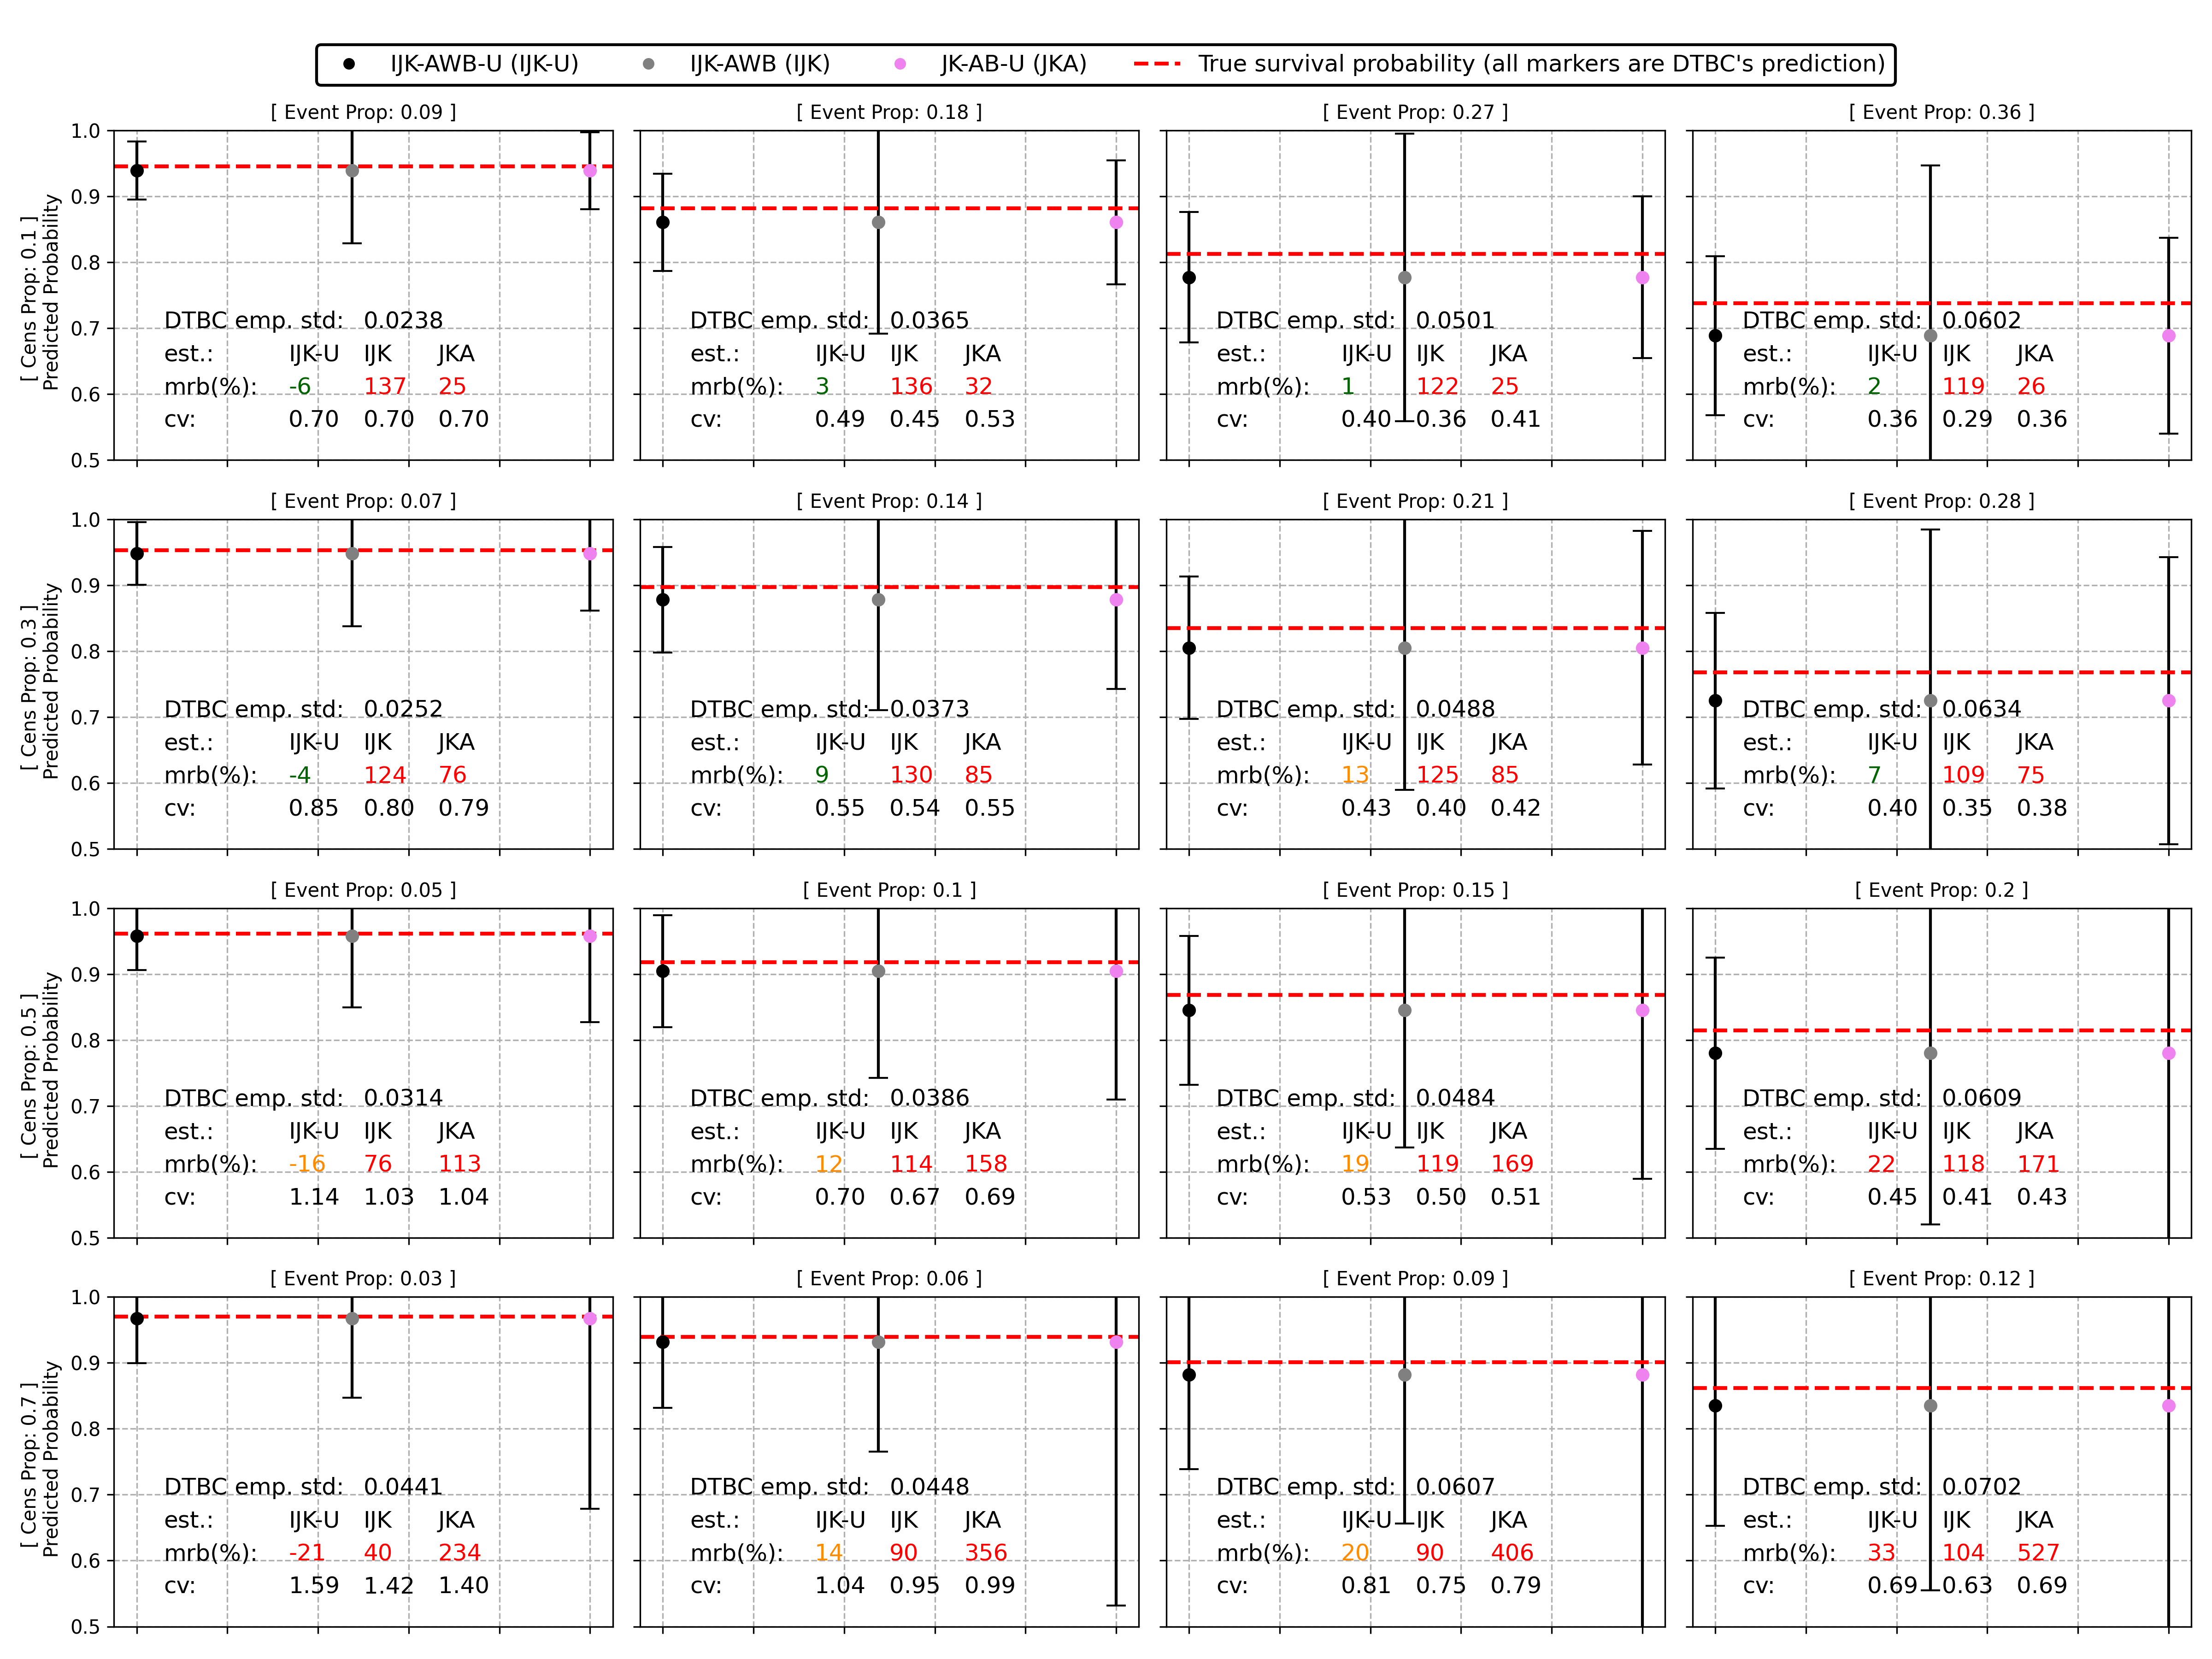 IJK-AWB-U (IJK-U) IJK-AWB (IJK) JK-AB-U (JKA) True survival probability (all markers are DTBC's prediction)
[ Cens Prop: 0.1 ]
Predicted Probability
1.0
0.9
0.8
0.7
0.6
0.5
[ Event Prop: 0.09 ]
DTBC emp. std: 0.0238
est.: IJK-U IJK JKA
mrb(%): -6 137 25
cv: 0.70 0.70 0.70
[ Event Prop: 0.18 ]
DTBC emp. std: 0.0365
est.: IJK-U IJK JKA
mrb(%): 3 136 32
cv: 0.49 0.45 0.53
[ Event Prop: 0.27 ]
DTBC emp. std: 0.0501
est.: IJK-U IJK JKA
mrb(%): 1 122 25
cv: 0.40 0.36 0.41
[ Event Prop: 0.36 ]
DTBC emp. std: 0.0602
est.: IJK-U IJK JKA
mrb(%): 2 119 26
cv: 0.36 0.29 0.36
[ Cens Prop: 0.3 ]
Predicted Probability
1.0
0.9
0.8
0.7
0.6
0.5
[ Event Prop: 0.07 ]
DTBC emp. std: 0.0252
est.: IJK-U IJK JKA
mrb(%): -4 124 76
cv: 0.85 0.80 0.79
[ Event Prop: 0.14 ]
DTBC emp. std: 0.0373
est.: IJK-U IJK JKA
mrb(%): 9 130 85
cv: 0.55 0.54 0.55
[ Event Prop: 0.21 ]
DTBC emp. std: 0.0488
est.: IJK-U IJK JKA
mrb(%): 13 125 85
cv: 0.43 0.40 0.42
[ Event Prop: 0.28 ]
DTBC emp. std: 0.0634
est.: IJK-U IJK JKA
mrb(%): 7 109 75
cv: 0.40 0.35 0.38
[ Cens Prop: 0.5 ]
Predicted Probability
1.0
0.9
0.8
0.7
0.6
0.5
[ Event Prop: 0.05 ]
DTBC emp. std: 0.0314
est.: IJK-U IJK JKA
mrb(%): -16 76 113
cv: 1.14 1.03 1.04
[ Event Prop: 0.1 ]
DTBC emp. std: 0.0386
est.: IJK-U IJK JKA
mrb(%): 12 114 158
cv: 0.70 0.67 0.69
[ Event Prop: 0.15 ]
DTBC emp. std: 0.0484
est.: IJK-U IJK JKA
mrb(%): 19 119 169
cv: 0.53 0.50 0.51
[ Event Prop: 0.2 ]
DTBC emp. std: 0.0609
est.: IJK-U IJK JKA
mrb(%): 22 118 171
cv: 0.45 0.41 0.43
[ Cens Prop: 0.7 ]
Predicted Probability
1.0
0.9
0.8
0.7
0.6
0.5
[ Event Prop: 0.03 ]
DTBC emp. std: 0.0441
est.: IJK-U IJK JKA
mrb(%): -21 40 234
cv: 1.59 1.42 1.40
[ Event Prop: 0.06 ]
DTBC emp. std: 0.0448
est.: IJK-U IJK JKA
mrb(%): 14 90 356
cv: 1.04 0.95 0.99
[ Event Prop: 0.09 ]
DTBC emp. std: 0.0607
est.: IJK-U IJK JKA
mrb(%): 20 90 406
cv: 0.81 0.75 0.79
[ Event Prop: 0.12 ]
DTBC emp. std: 0.0702
est.: IJK-U IJK JKA
mrb(%): 33 104 527
cv: 0.69 0.63 0.69